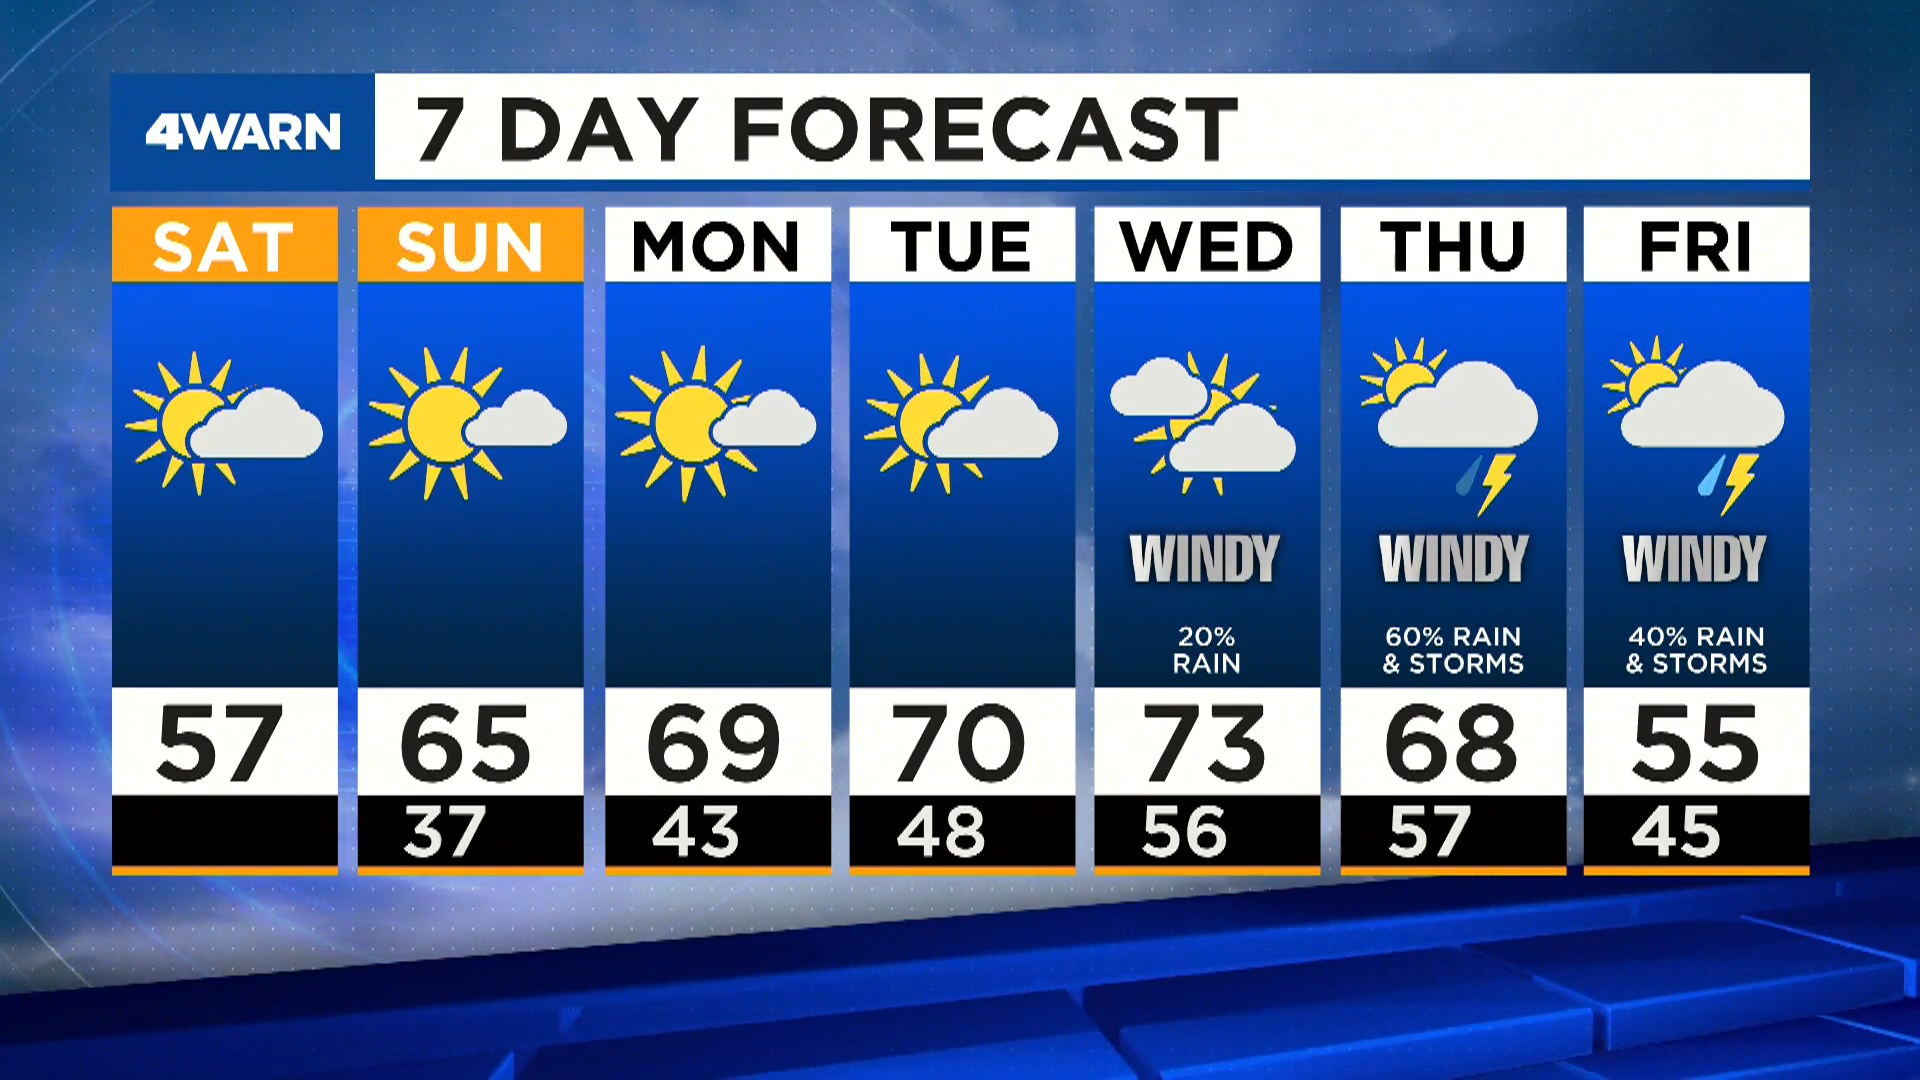 4WARN
7 DAY FORECAST
SAT
SUN
MON
TUE
WED
THU
FRI
WINDY
WINDY
WINDY
20%
RAIN
60% RAIN
& STORMS
40% RAIN
& STORMS
57
65
69
70
73
68
55
37
43
48
56
57
45